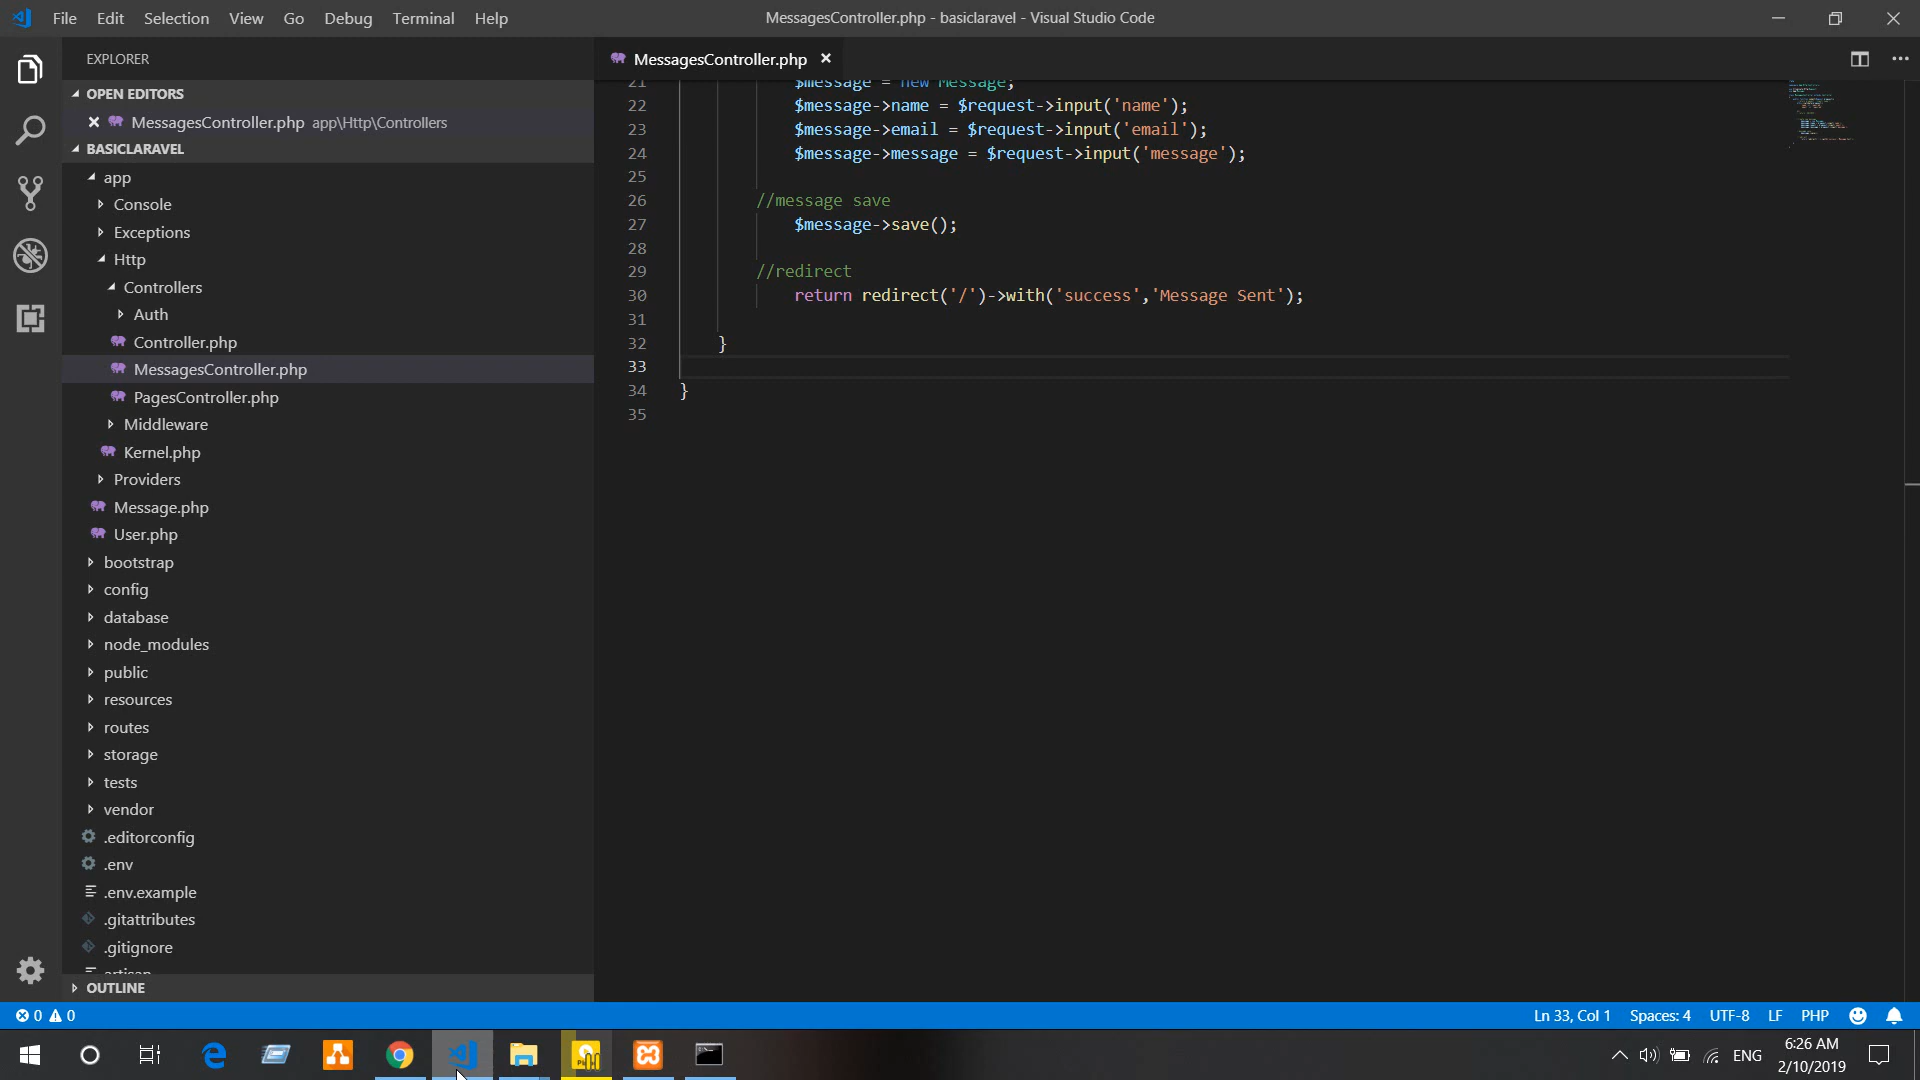 File Edit Selection View Go Debug Terminal Help
MessagesController.php - basiclaravel - Visual Studio Code
EXPLORER
OPEN EDITORS
MessagesController.php app\Http\Controllers
BASICLARAVEL
app
Console
Exceptions
Http
Controllers
Auth
Controller.php
MessagesController.php
PagesController.php
Middleware
Kernel.php
Providers
Message.php
User.php
bootstrap
config
database
node_modules
public
resources
routes
storage
tests
vendor
.editorconfig
.env
.env.example
.gitattributes
.gitignore
artisan
OUTLINE
MessagesController.php
21 $message = new Message;
22 $message->name = $request->input('name');
23 $message->email = $request->input('email');
24 $message->message = $request->input('message');
25
26 //message save
27 $message->save();
28
29 //redirect
30 return redirect('/')->with('success','Message Sent');
31
32 }
33
34 }
35
0 0
Ln 33, Col 1 Spaces: 4 UTF-8 LF PHP
ENG
6:26 AM
2/10/2019